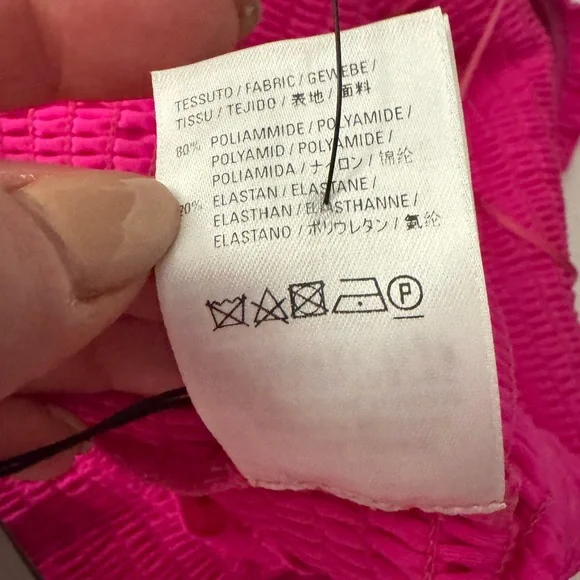 TESSUTO / FABRIC / GEWEBE /
TISSU / TEJIDO / 表地 / 面料
80% POLIAMMIDE / POLYAMIDE /
POLYAMID / POLYAMIDE /
POLIAMIDA / ナイロン / 锦纶
20% ELASTAN / ELASTANE /
ELASTHAN / ELASTHANNE /
ELASTANO / ポリウレタン / 氨纶
P